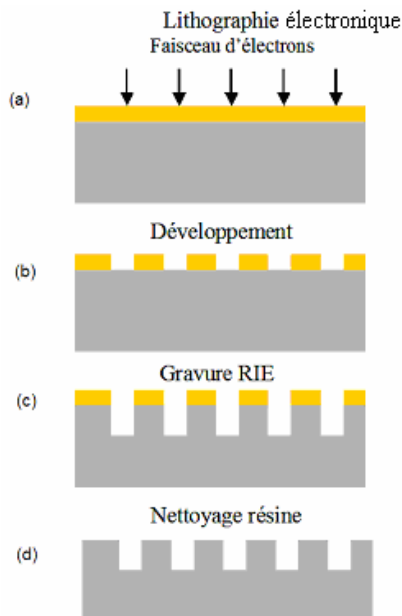 Lithographie électronique
Faisceau d'électrons
(a)
Développement
(b)
Gravure RIE
(c)
Nettoyage résine
(d)